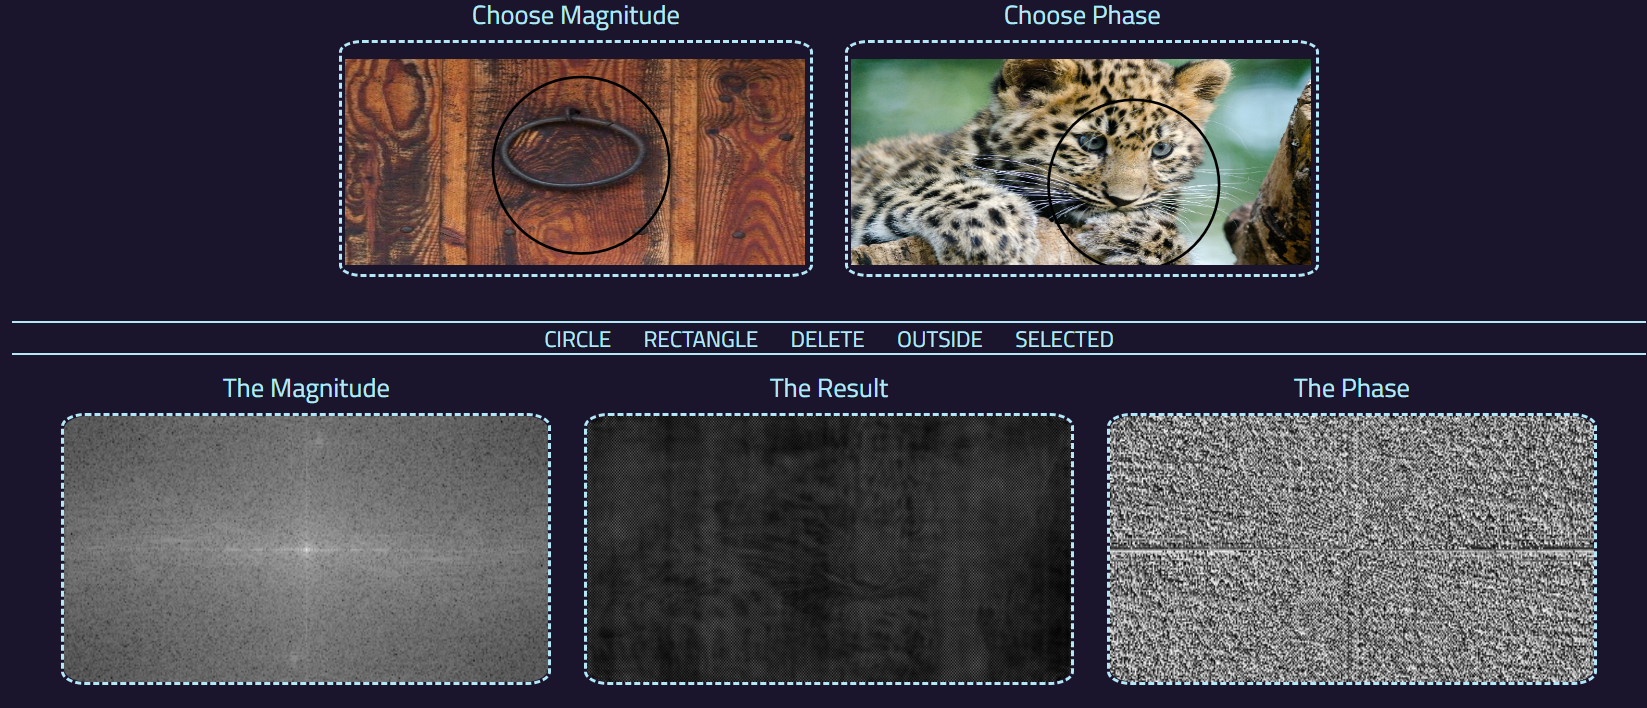 Choose Magnitude
Choose Phase
CIRCLE RECTANGLE DELETE OUTSIDE SELECTED
The Magnitude
The Result
The Phase